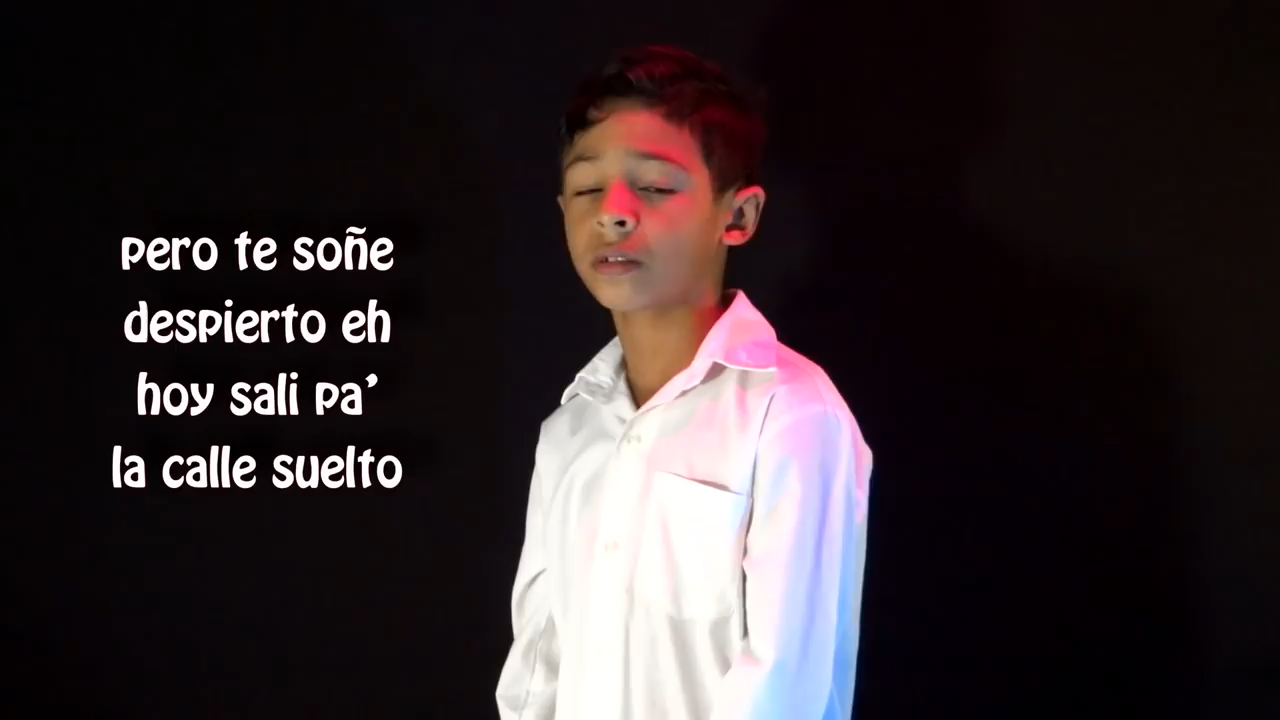 pero te soñe
despierto eh
hoy sali pa'
la calle suelto